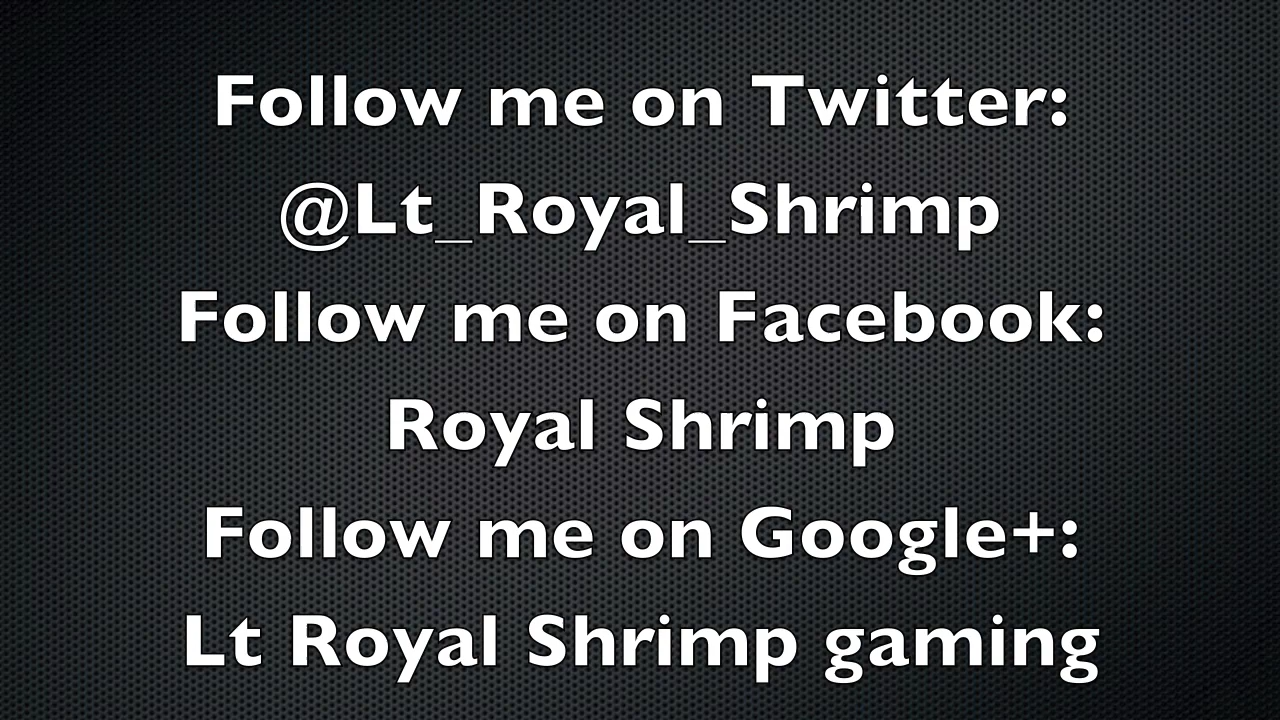 Follow me on Twitter:
@Lt_Royal_Shrimp
Follow me on Facebook:
Royal Shrimp
Follow me on Google+:
Lt Royal Shrimp gaming